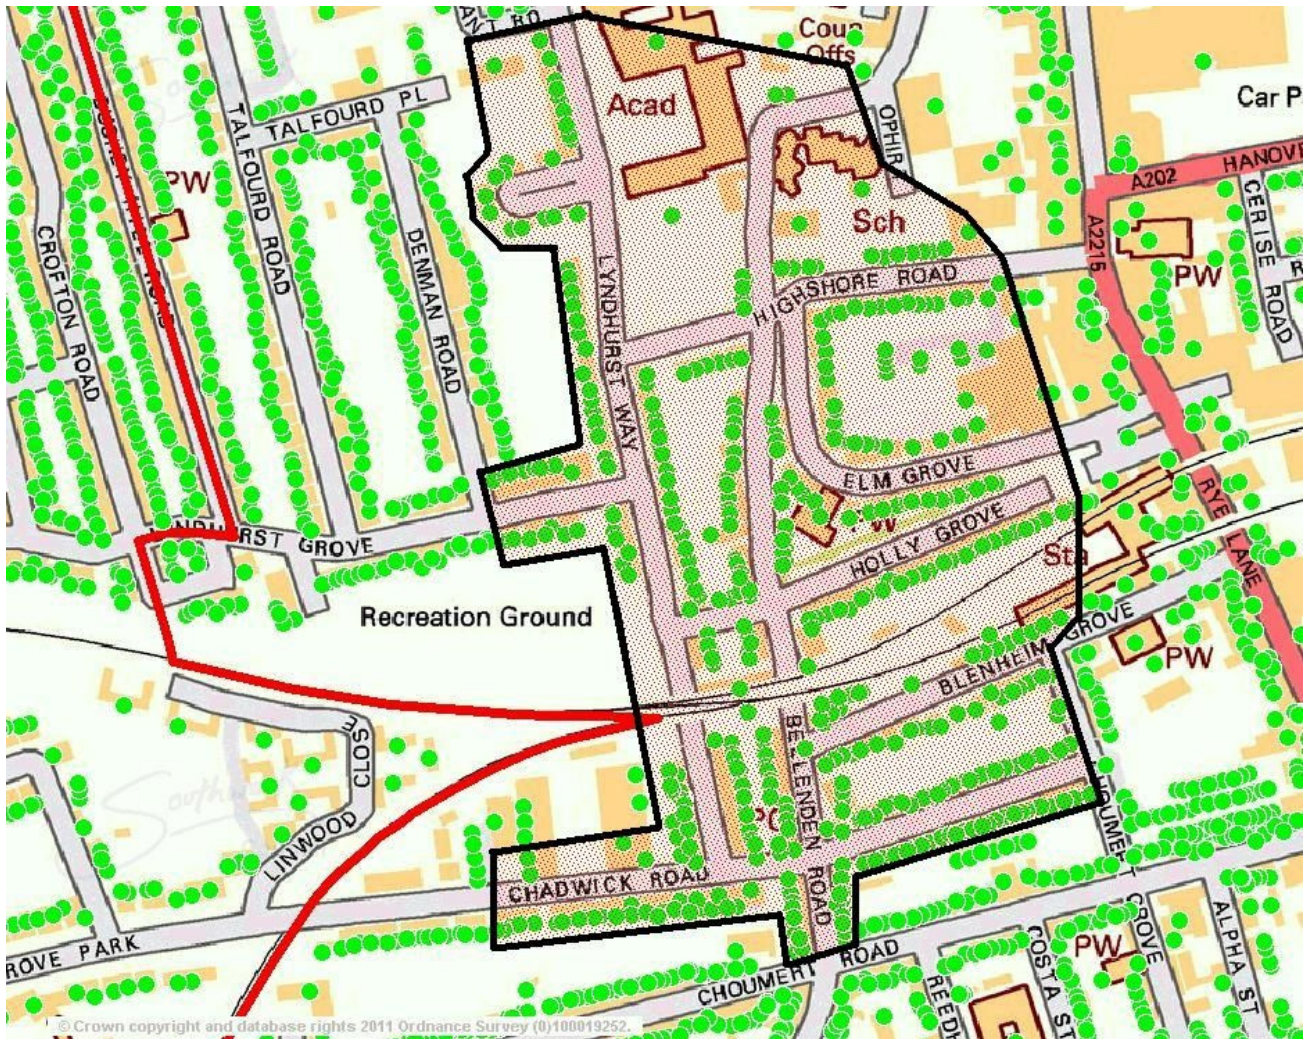 Coun
Offs
Acad
Car P
TALFOURD PL
OPHIR
A202
HANOVE
PW
TALFOURD ROAD
CERISE ROAD
Sch
CROFTON ROAD
DENMAN ROAD
LYNDHURST WAY
A2215
PW
HIGHSHORE ROAD
ELM GROVE
RYE
LANE
HOLLY GROVE
RST GROVE
Sta
Recreation Ground
GROVE
BLENHEIM
PW
CLOSE
BELLENDEN
ROAD
LINWOOD
CHADWICK ROAD
GROVE
ALPHA ST
PW
ROVE PARK
CHOUMERT ROAD
COSTA ST
REEDH
© Crown copyright and database rights 2011 Ordnance Survey (0)100019252.